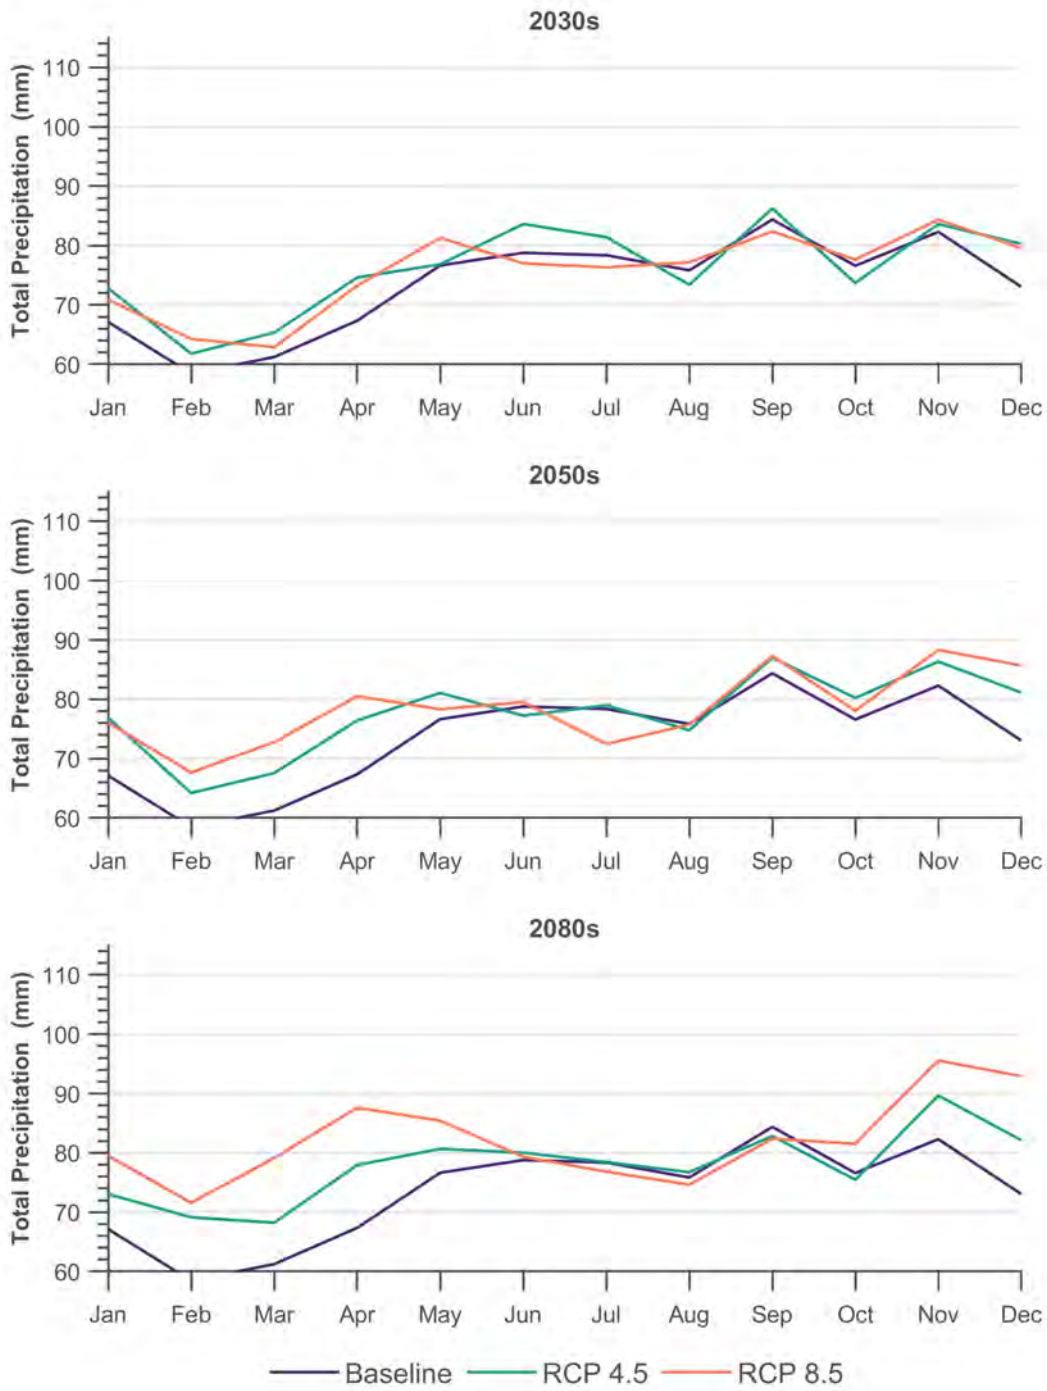 2030s
Total Precipitation (mm)
110
100
90
80
70
60
Jan Feb Mar Apr May Jun Jul Aug Sep Oct Nov Dec
2050s
Total Precipitation (mm)
110
100
90
80
70
60
Jan Feb Mar Apr May Jun Jul Aug Sep Oct Nov Dec
2080s
Total Precipitation (mm)
110
100
90
80
70
60
Jan Feb Mar Apr May Jun Jul Aug Sep Oct Nov Dec
Baseline RCP 4.5 RCP 8.5